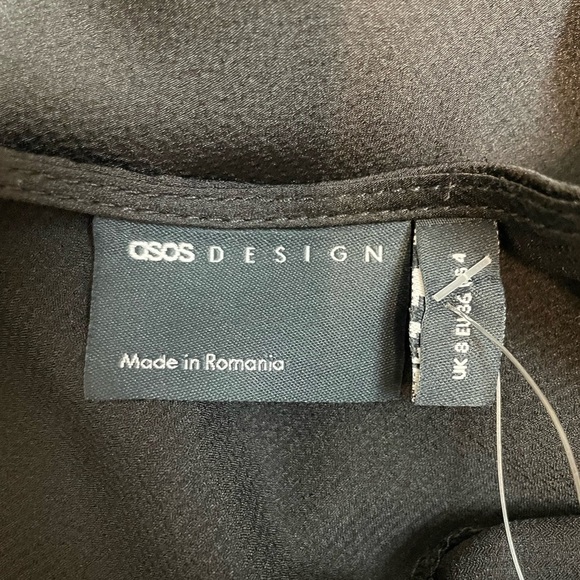 asos DESIGN
Made in Romania
UK 8 EU 36 US 4